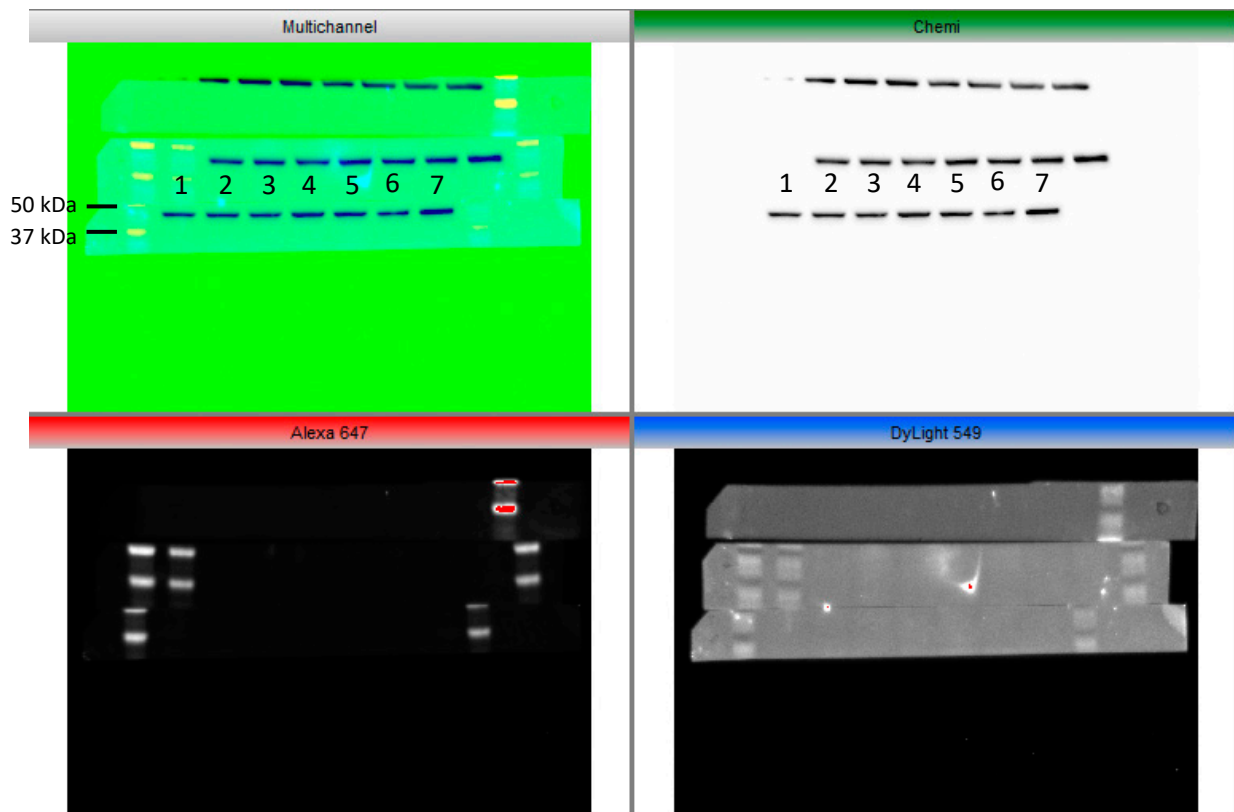 Multichannel
Chemi
1 2 3 4 5 6 7
1 2 3 4 5 6 7
50 kDa
37 kDa
Alexa 647
DyLight 549